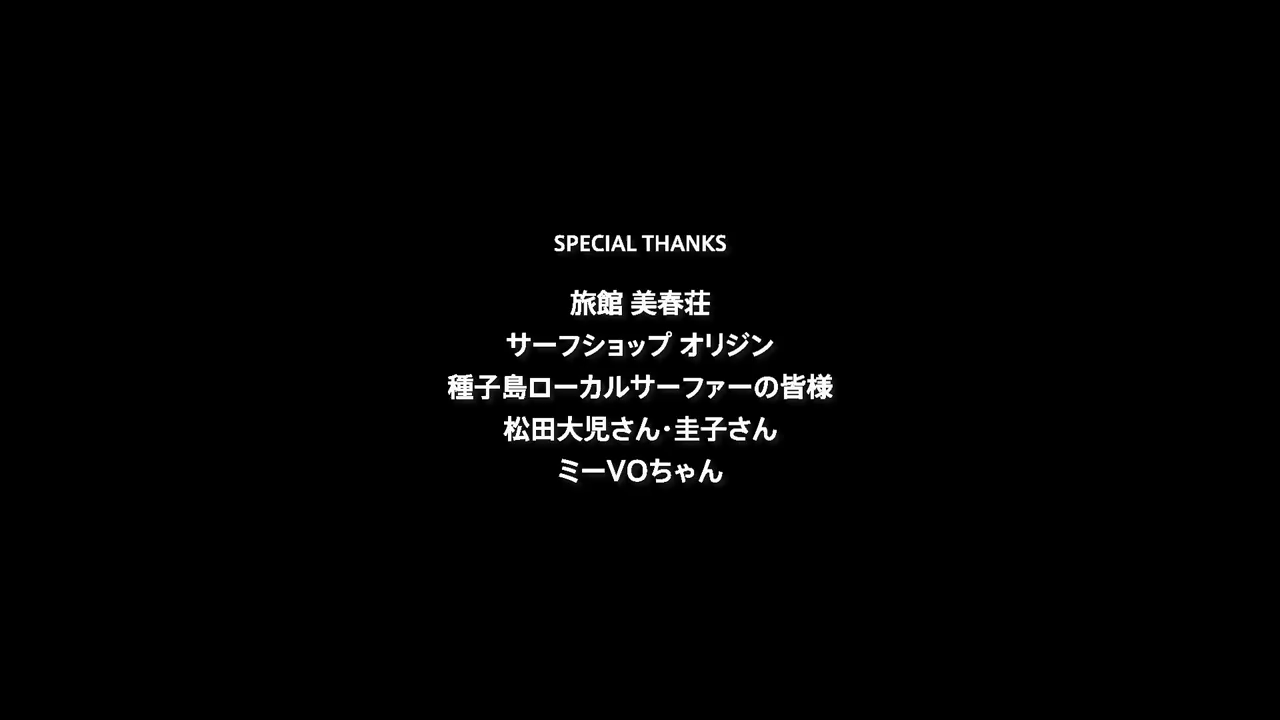 SPECIAL THANKS
旅館 美春荘
サーフショップ オリジン
種子島ローカルサーファーの皆様
松田大児さん・圭子さん
ミーVOちゃん